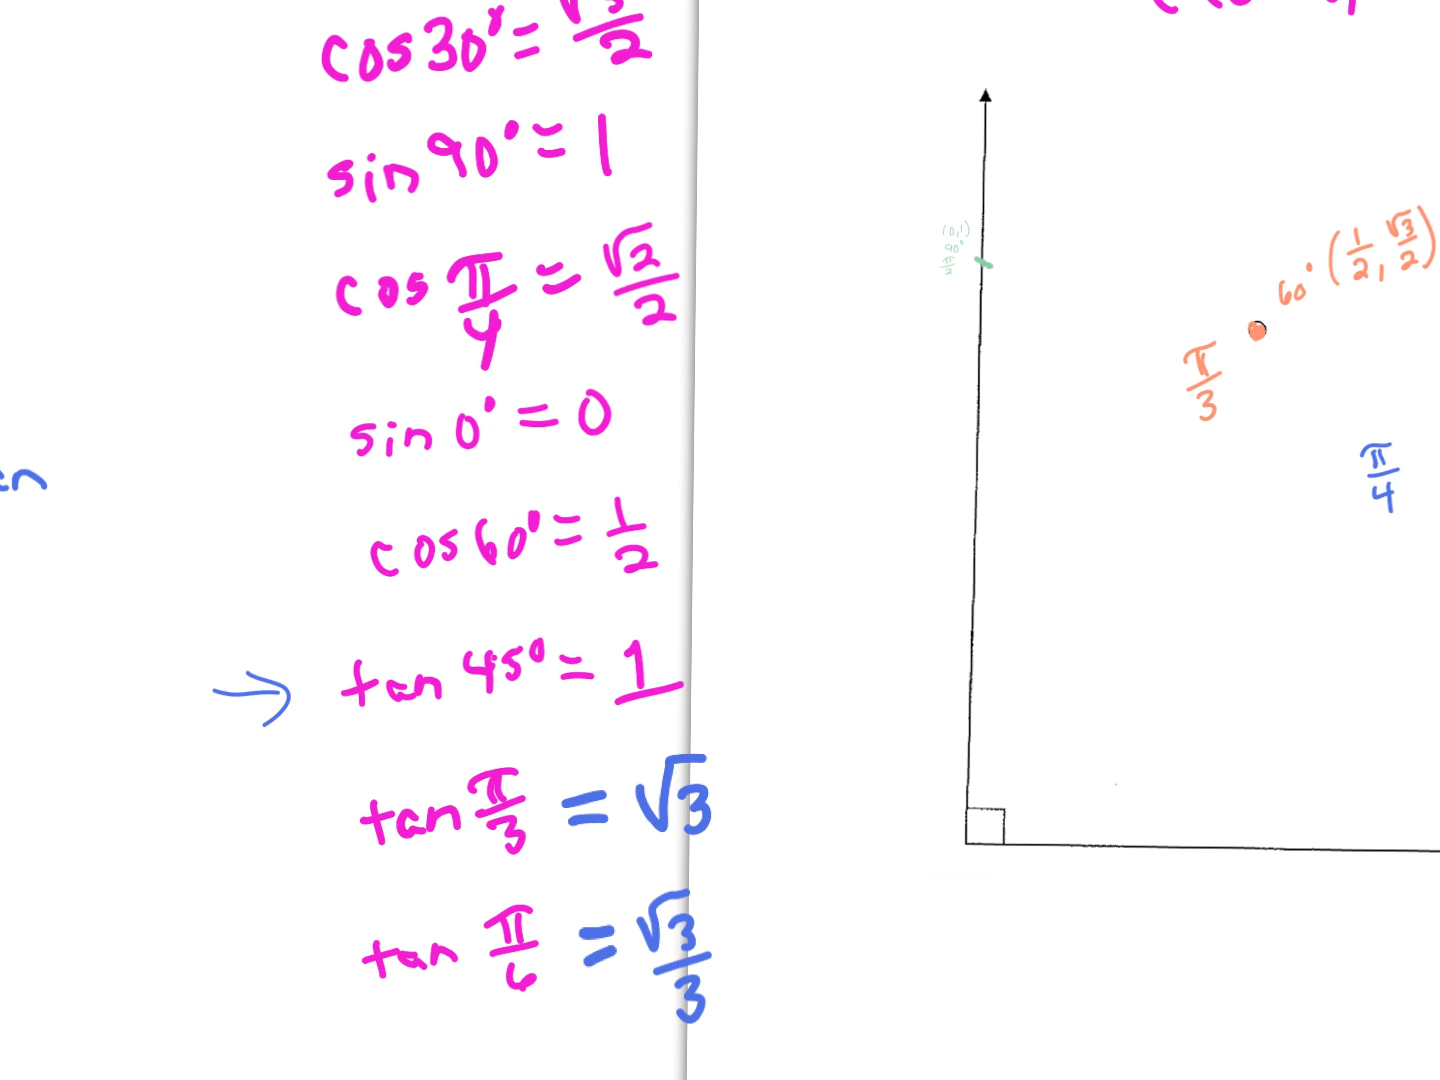 cos 30° = √3/2
sin 90° = 1
cos π/4 = √2/2
sin 0° = 0
cos 60° = 1/2
tan 45° = 1
tan π/3 = √3
tan π/6 = √3/3
(0,1)
90°
π/2
60° (1/2, √3/2)
π/3
π/4